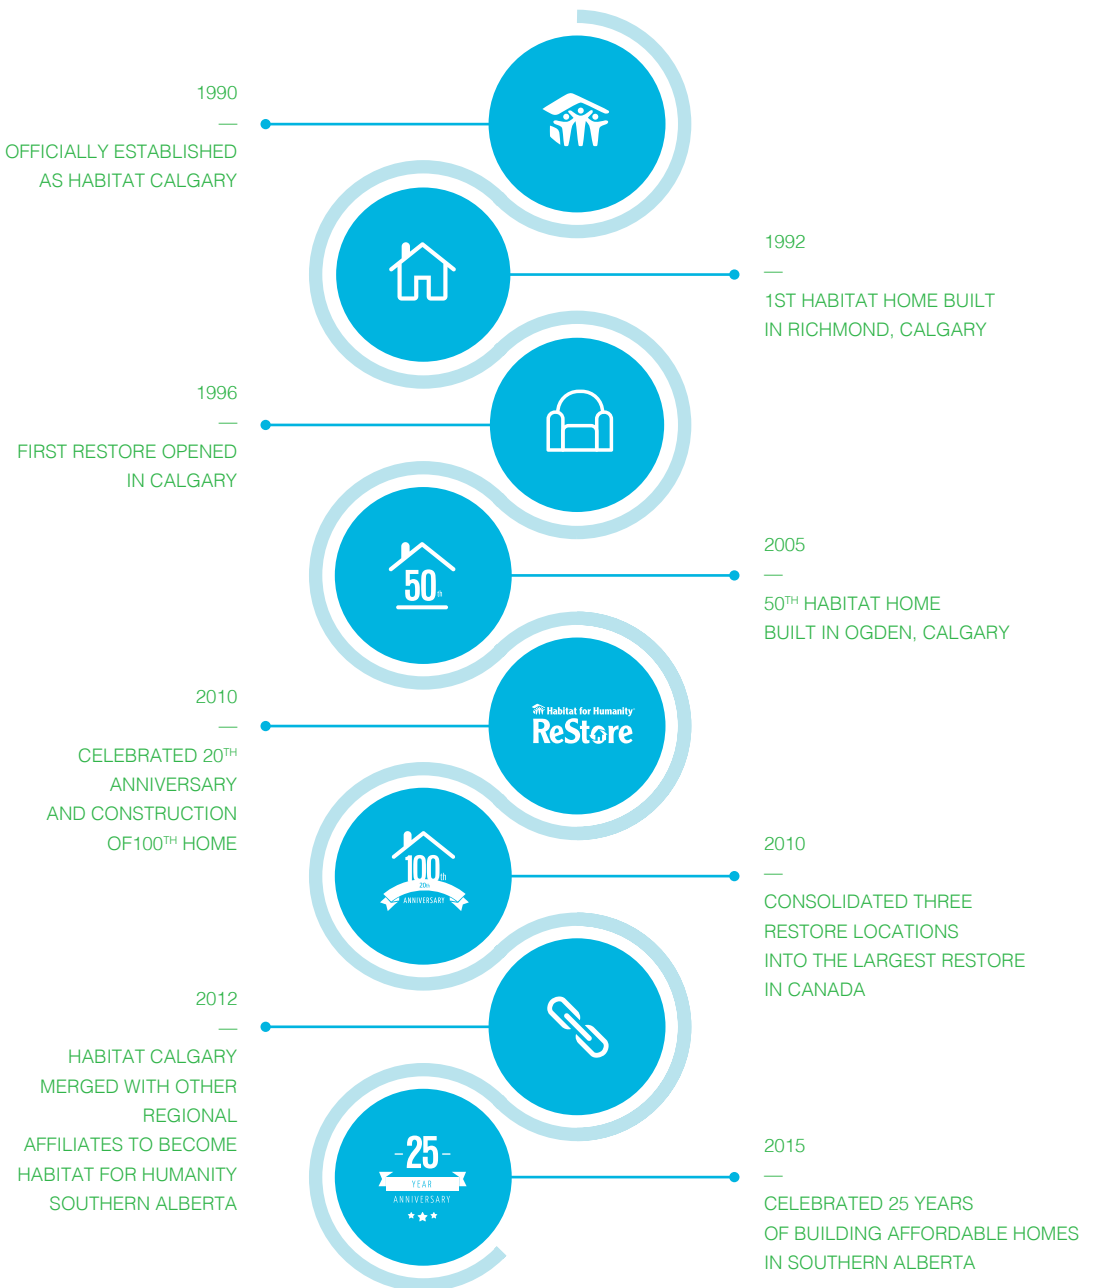 1990
—
OFFICIALLY ESTABLISHED
AS HABITAT CALGARY
1992
—
1ST HABITAT HOME BUILT
IN RICHMOND, CALGARY
1996
—
FIRST RESTORE OPENED
IN CALGARY
50th
2005
—
50TH HABITAT HOME
BUILT IN OGDEN, CALGARY
2010
—
CELEBRATED 20TH
ANNIVERSARY
AND CONSTRUCTION
OF100TH HOME
Habitat for Humanity
ReStore
100th
20th
ANNIVERSARY
2010
—
CONSOLIDATED THREE
RESTORE LOCATIONS
INTO THE LARGEST RESTORE
IN CANADA
2012
—
HABITAT CALGARY
MERGED WITH OTHER
REGIONAL
AFFILIATES TO BECOME
HABITAT FOR HUMANITY
SOUTHERN ALBERTA
-25-
YEAR
ANNIVERSARY
2015
—
CELEBRATED 25 YEARS
OF BUILDING AFFORDABLE HOMES
IN SOUTHERN ALBERTA